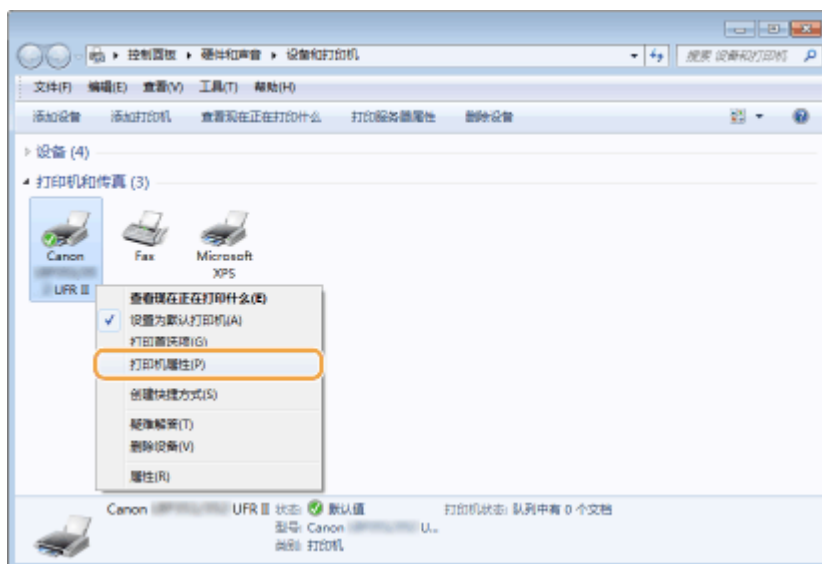 控制面板 ▸ 硬件和声音 ▸ 设备和打印机
搜索 设备和打印机
文件(F) 编辑(E) 查看(V) 工具(T) 帮助(H)
添加设备 添加打印机 查看现在正在打印什么 打印服务器属性 删除设备
设备 (4)
打印机和传真 (3)
Canon
UFR II
Fax
Microsoft
XPS
查看现在正在打印什么(E)
设置为默认打印机(A)
打印首选项(G)
打印机属性(P)
创建快捷方式(S)
疑难解答(T)
删除设备(V)
属性(R)
Canon UFR II 状态: 默认值 打印机状态: 队列中有 0 个文档
型号: Canon U...
类别: 打印机